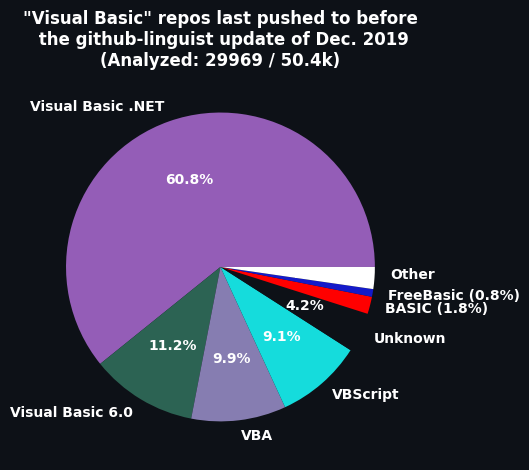 "Visual Basic" repos last pushed to before
the github-linguist update of Dec. 2019
(Analyzed: 29969 / 50.4k)
Visual Basic .NET
60.8%
Other
FreeBasic (0.8%)
4.2%
BASIC (1.8%)
9.1%
Unknown
11.2%
9.9%
VBScript
Visual Basic 6.0
VBA